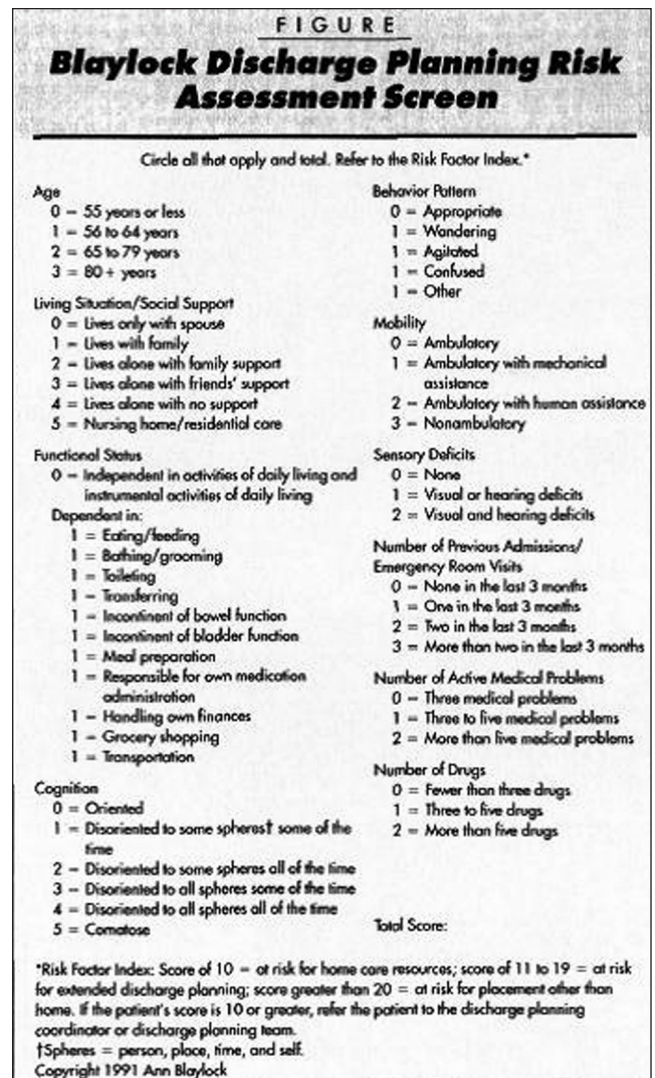 FIGURE
Blaylock Discharge Planning Risk
Assessment Screen
Circle all that apply and total. Refer to the Risk Factor Index.*
Age
0 = 55 years or less
1 = 56 to 64 years
2 = 65 to 79 years
3 = 80+ years
Living Situation/Social Support
0 = Lives only with spouse
1 = Lives with family
2 = Lives alone with family support
3 = Lives alone with friends' support
4 = Lives alone with no support
5 = Nursing home/residential care
Functional Status
0 = Independent in activities of daily living and
instrumental activities of daily living
Dependent in:
1 = Eating/feeding
1 = Bathing/grooming
1 = Toileting
1 = Transferring
1 = Incontinent of bowel function
1 = Incontinent of bladder function
1 = Meal preparation
1 = Responsible for own medication
administration
1 = Handling own finances
1 = Grocery shopping
1 = Transportation
Cognition
0 = Oriented
1 = Disoriented to some spheres† some of the
time
2 = Disoriented to some spheres all of the time
3 = Disoriented to all spheres some of the time
4 = Disoriented to all spheres all of the time
5 = Comatose
Behavior Pattern
0 = Appropriate
1 = Wandering
1 = Agitated
1 = Confused
1 = Other
Mobility
0 = Ambulatory
1 = Ambulatory with mechanical
assistance
2 = Ambulatory with human assistance
3 = Nonambulatory
Sensory Deficits
0 = None
1 = Visual or hearing deficits
2 = Visual and hearing deficits
Number of Previous Admissions/
Emergency Room Visits
0 = None in the last 3 months
1 = One in the last 3 months
2 = Two in the last 3 months
3 = More than two in the last 3 months
Number of Active Medical Problems
0 = Three medical problems
1 = Three to five medical problems
2 = More than five medical problems
Number of Drugs
0 = Fewer than three drugs
1 = Three to five drugs
2 = More than five drugs
Total Score:
*Risk Factor Index: Score of 10 = at risk for home care resources; score of 11 to 19 = at risk
for extended discharge planning; score greater than 20 = at risk for placement other than
home. If the patient's score is 10 or greater, refer the patient to the discharge planning
coordinator or discharge planning team.
†Spheres = person, place, time, and self.
Copyright 1991 Ann Blaylock